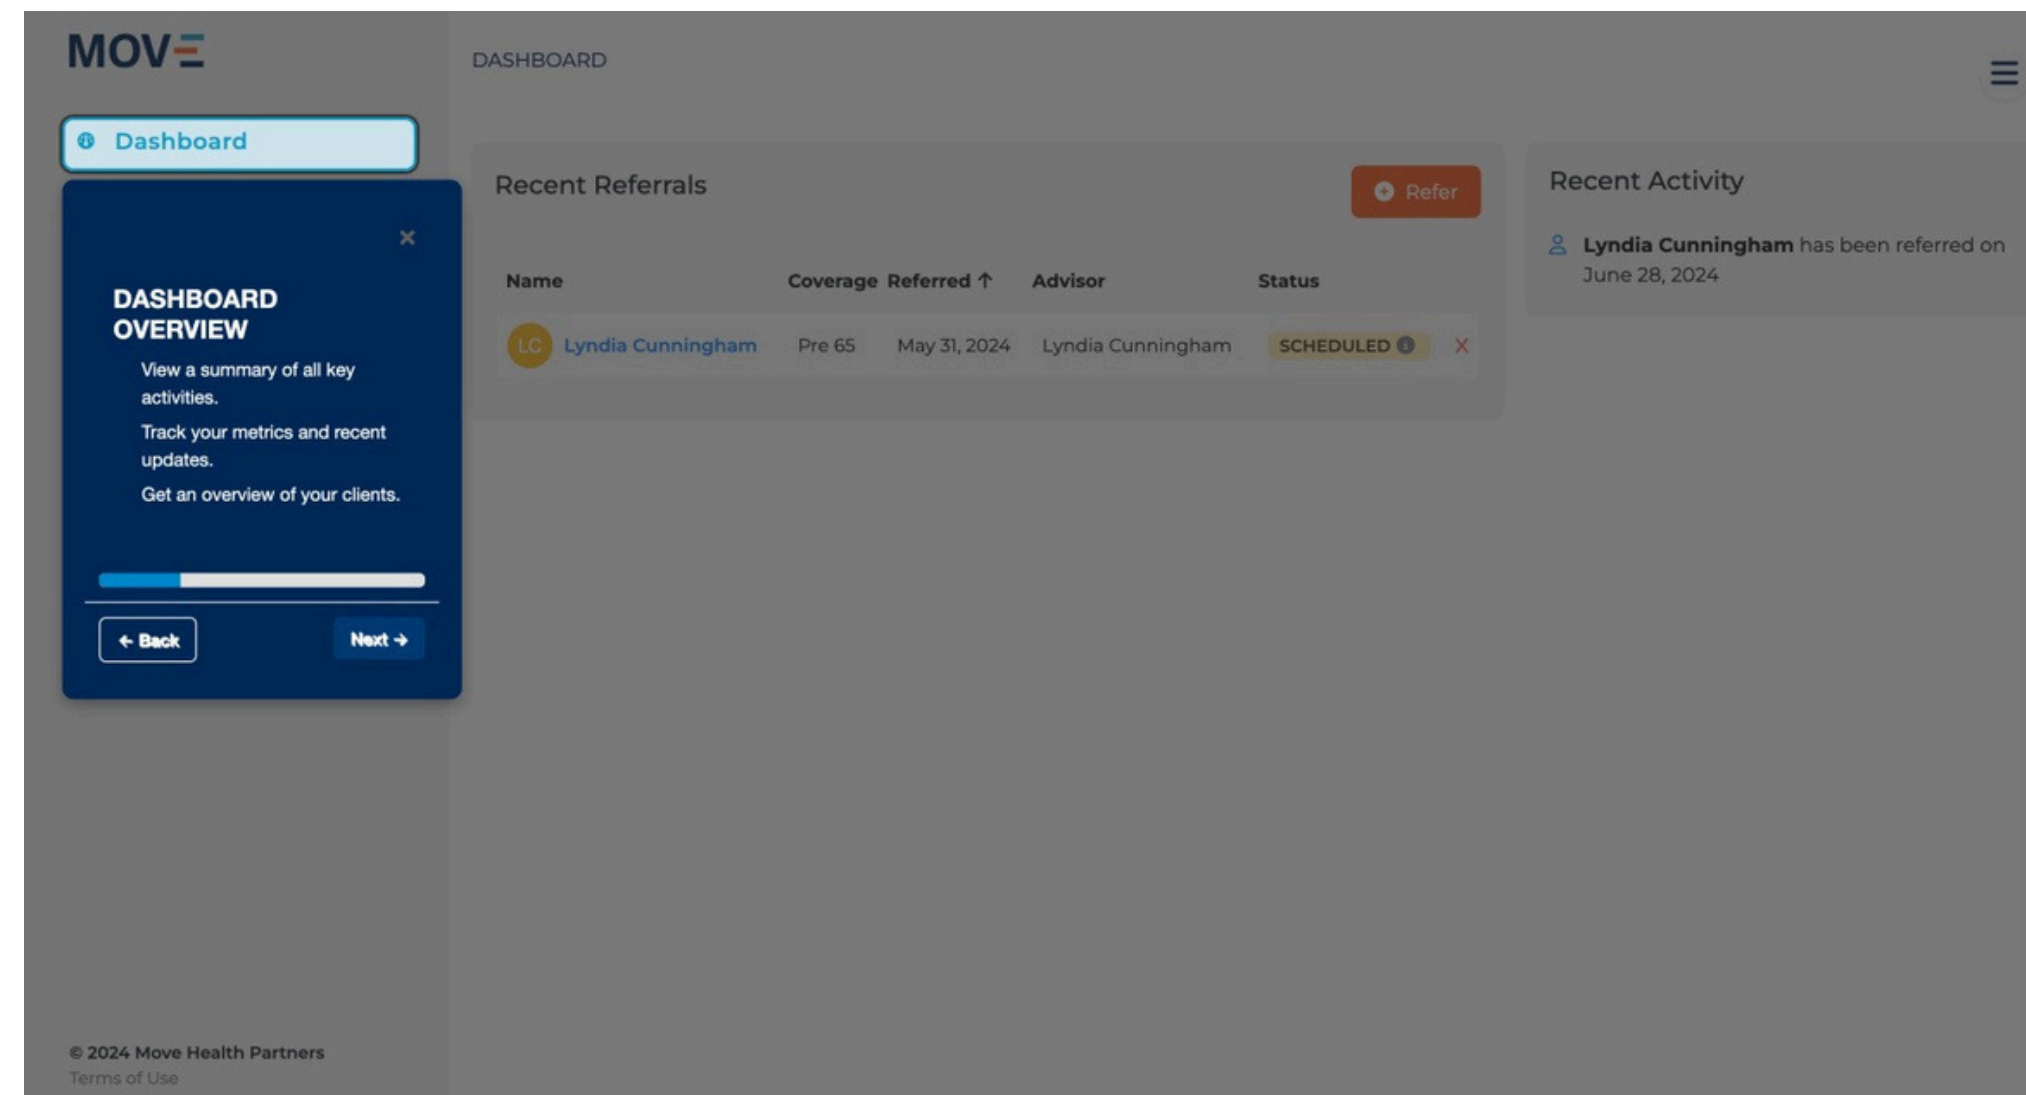 MOVE
DASHBOARD
Dashboard
DASHBOARD
OVERVIEW
View a summary of all key
activities.
Track your metrics and recent
updates.
Get an overview of your clients.
← Back
Next →
Recent Referrals
Refer
Name Coverage Referred ↑ Advisor Status
LC Lyndia Cunningham Pre 65 May 31, 2024 Lyndia Cunningham SCHEDULED
Recent Activity
Lyndia Cunningham has been referred on
June 28, 2024
© 2024 Move Health Partners
Terms of Use